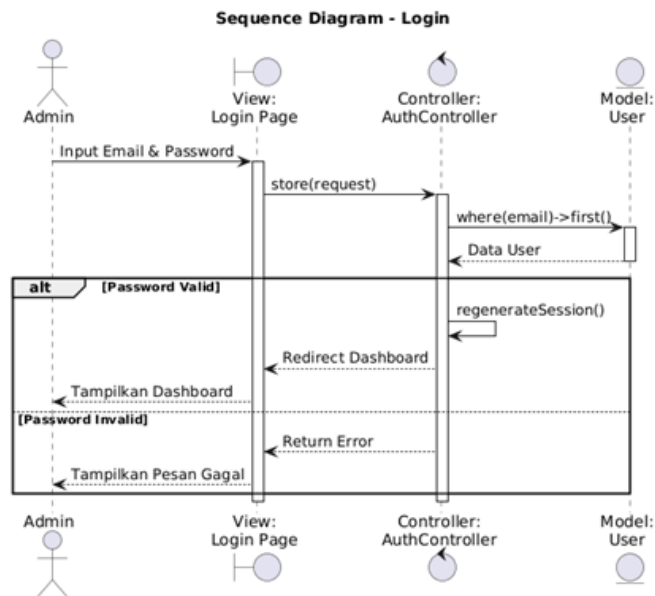 Sequence Diagram - Login
Admin
View:
Login Page
Controller:
AuthController
Model:
User
Input Email & Password
store(request)
where(email)->first()
Data User
alt [Password Valid]
regenerateSession()
Redirect Dashboard
Tampilkan Dashboard
[Password Invalid]
Return Error
Tampilkan Pesan Gagal
Admin
View:
Login Page
Controller:
AuthController
Model:
User